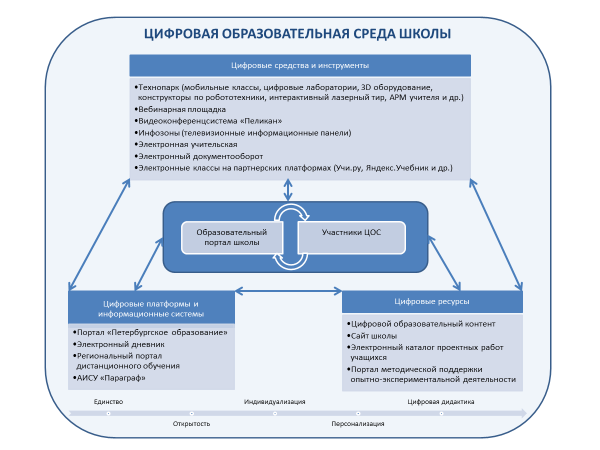 ЦИФРОВАЯ ОБРАЗОВАТЕЛЬНАЯ СРЕДА ШКОЛЫ
Цифровые средства и инструменты
•Технопарк (мобильные классы, цифровые лаборатории, 3D оборудование,
конструкторы по робототехники, интерактивный лазерный тир, АРМ учителя и др.)
•Вебинарная площадка
•Видеоконференцсистема «Пеликан»
•Инфозоны (телевизионные информационные панели)
•Электронная учительская
•Электронный документооборот
•Электронные классы на партнерских платформах (Учи.ру, Яндекс.Учебник и др.)
Образовательный
портал школы
Участники ЦОС
Цифровые платформы и
информационные системы
•Портал «Петербургское образование»
•Электронный дневник
•Региональный портал
дистанционного обучения
•АИСУ «Параграф»
Цифровые ресурсы
•Цифровой образовательный контент
•Сайт школы
•Электронный каталог проектных работ
учащихся
•Портал методической поддержки
опытно-экспериментальной деятельности
Единство
Открытость
Индивидуализация
Персонализация
Цифровая дидактика